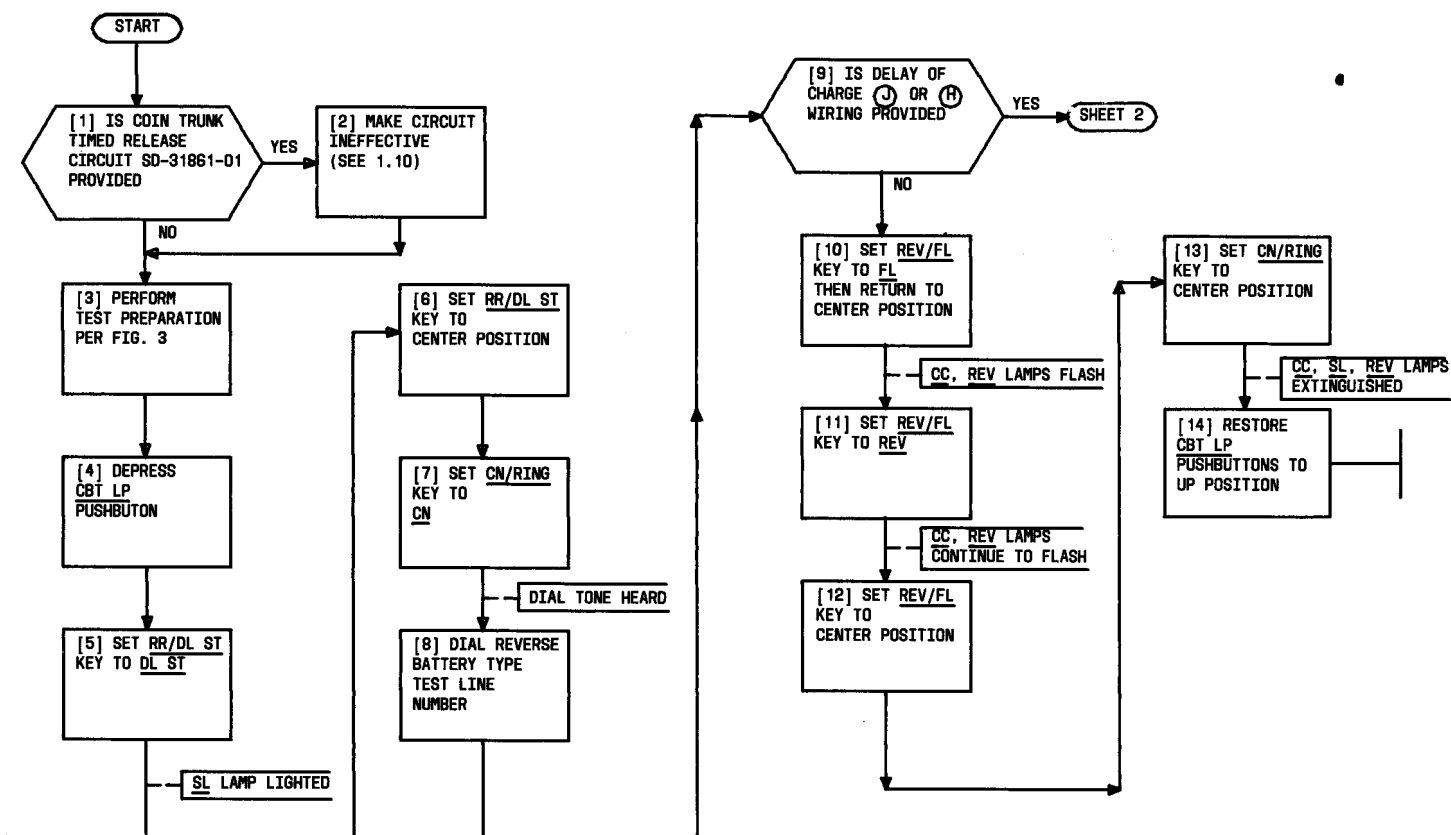 START
[1] IS COIN TRUNK
TIMED RELEASE
CIRCUIT SD-31861-01
PROVIDED
YES
NO
[2] MAKE CIRCUIT
INEFFECTIVE
(SEE 1.10)
[3] PERFORM
TEST PREPARATION
PER FIG. 3
[4] DEPRESS
CBT LP
PUSHBUTON
[5] SET RR/DL ST
KEY TO DL ST
SL LAMP LIGHTED
[6] SET RR/DL ST
KEY TO
CENTER POSITION
[7] SET CN/RING
KEY TO
CN
DIAL TONE HEARD
[8] DIAL REVERSE
BATTERY TYPE
TEST LINE
NUMBER
[9] IS DELAY OF
CHARGE J OR H
WIRING PROVIDED
YES
SHEET 2
NO
[10] SET REV/FL
KEY TO FL
THEN RETURN TO
CENTER POSITION
CC, REV LAMPS FLASH
[11] SET REV/FL
KEY TO REV
CC, REV LAMPS
CONTINUE TO FLASH
[12] SET REV/FL
KEY TO
CENTER POSITION
[13] SET CN/RING
KEY TO
CENTER POSITION
CC, SL, REV LAMPS
EXTINGUISHED
[14] RESTORE
CBT LP
PUSHBUTTONS TO
UP POSITION